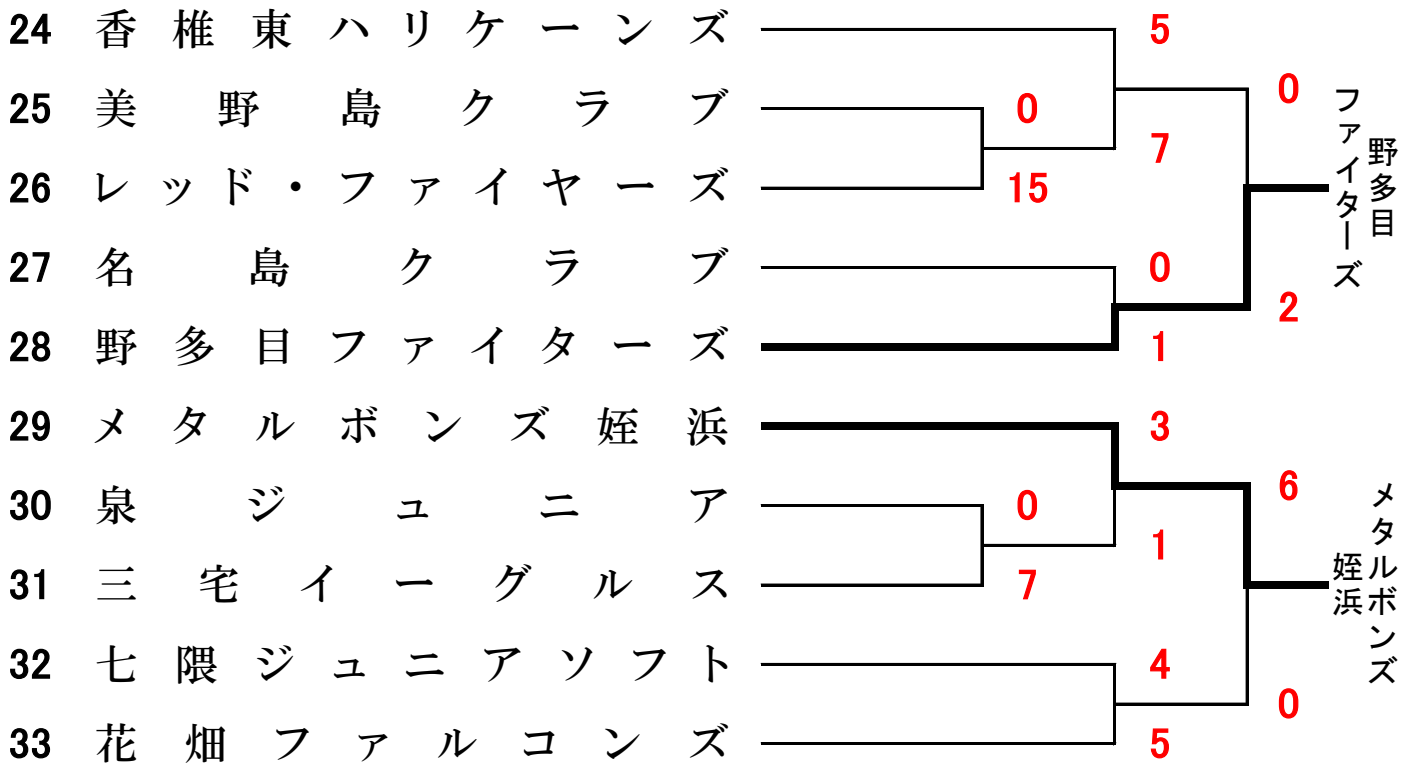 24 香椎東ハリケーンズ 5
25 美野島クラブ 0
0
7
26 レッド・ファイヤーズ 15
野多目
ファイターズ
27 名島クラブ 0
2
28 野多目ファイターズ 1
29 メタルボンズ姪浜 3
6
30 泉ジュニア 0
1
31 三宅イーグルス 7
メタルボンズ
姪浜
32 七隈ジュニアソフト 4
0
33 花畑ファルコンズ 5